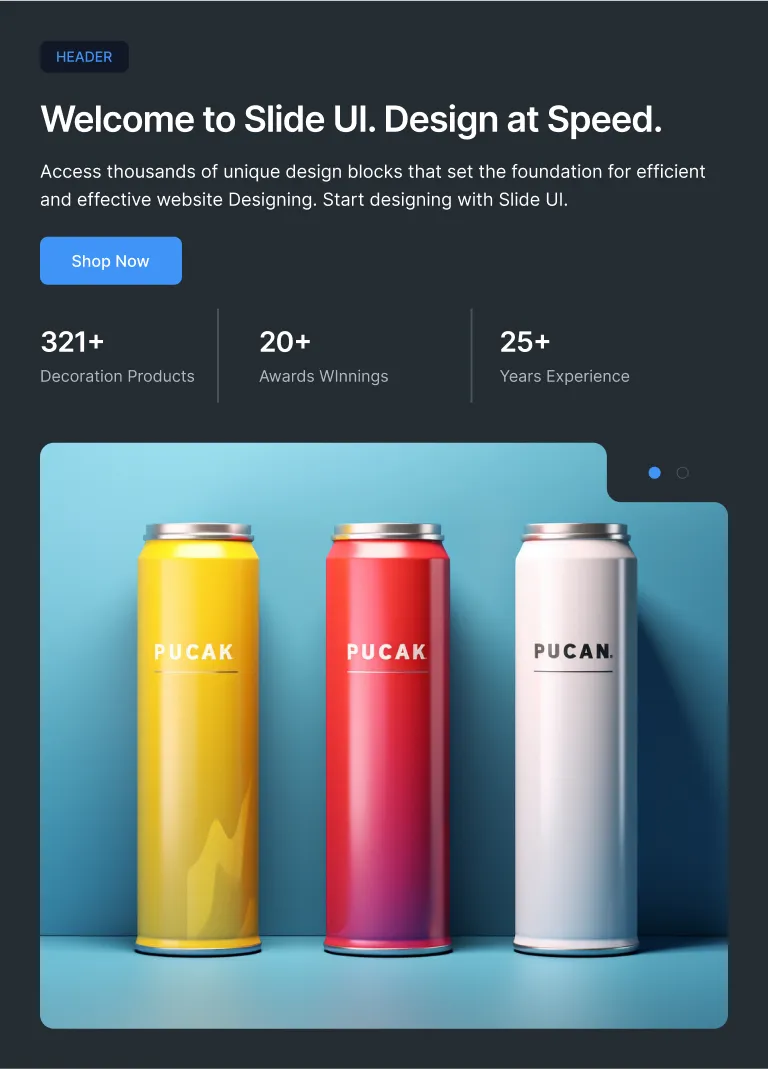 HEADER
Welcome to Slide UI. Design at Speed.
Access thousands of unique design blocks that set the foundation for efficient
and effective website Designing. Start designing with Slide UI.
Shop Now
321+
Decoration Products
20+
Awards WInnings
25+
Years Experience
PUCAK
PUCAK
PUCAN.